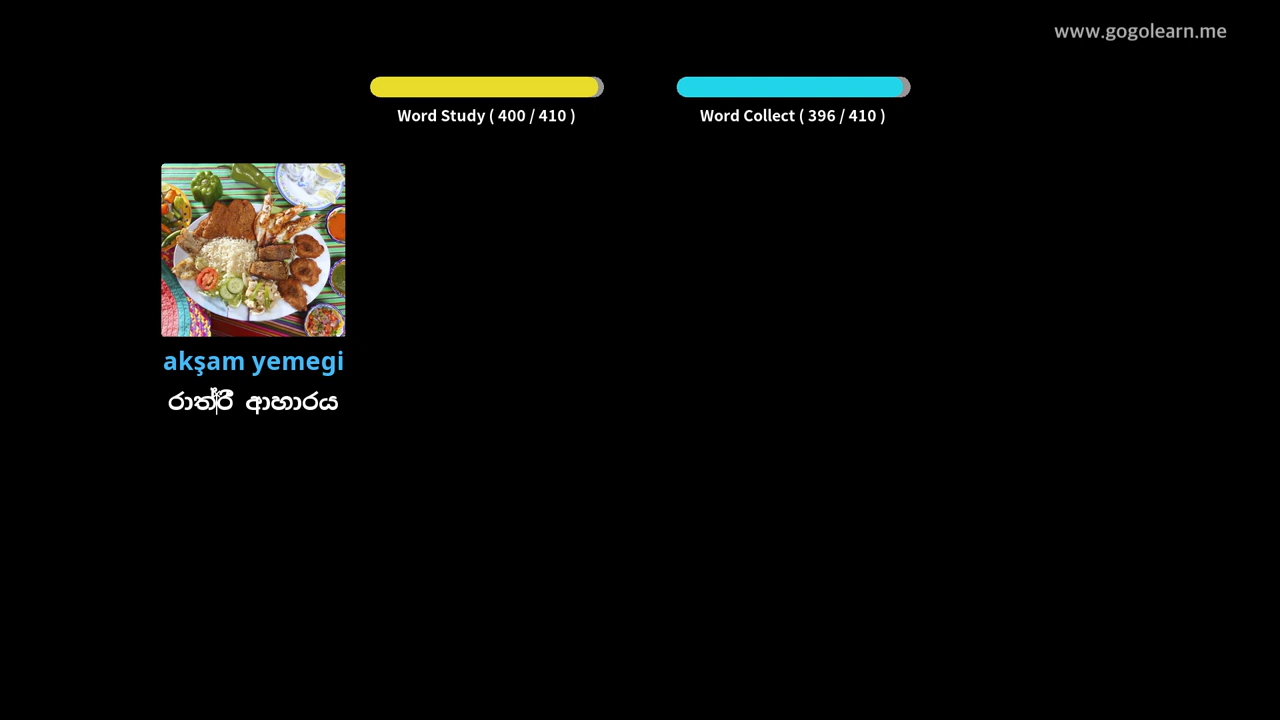 www.gogolearn.me
Word Study ( 400 / 410 )
Word Collect ( 396 / 410 )
akşam yemegi
රාත්‍රී ආහාරය